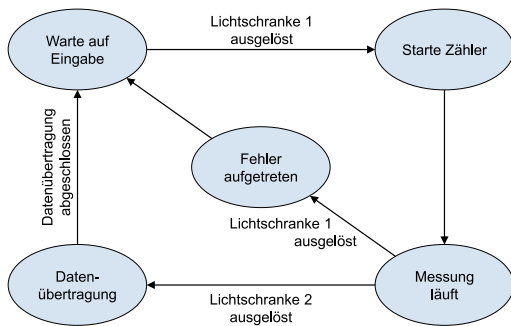 Lichtschranke 1
ausgelöst
Warte auf
Eingabe
Starte Zähler
Datenübertragung
abgeschlossen
Fehler
aufgetreten
Lichtschranke 1
ausgelöst
Daten-
übertragung
Messung
läuft
Lichtschranke 2
ausgelöst